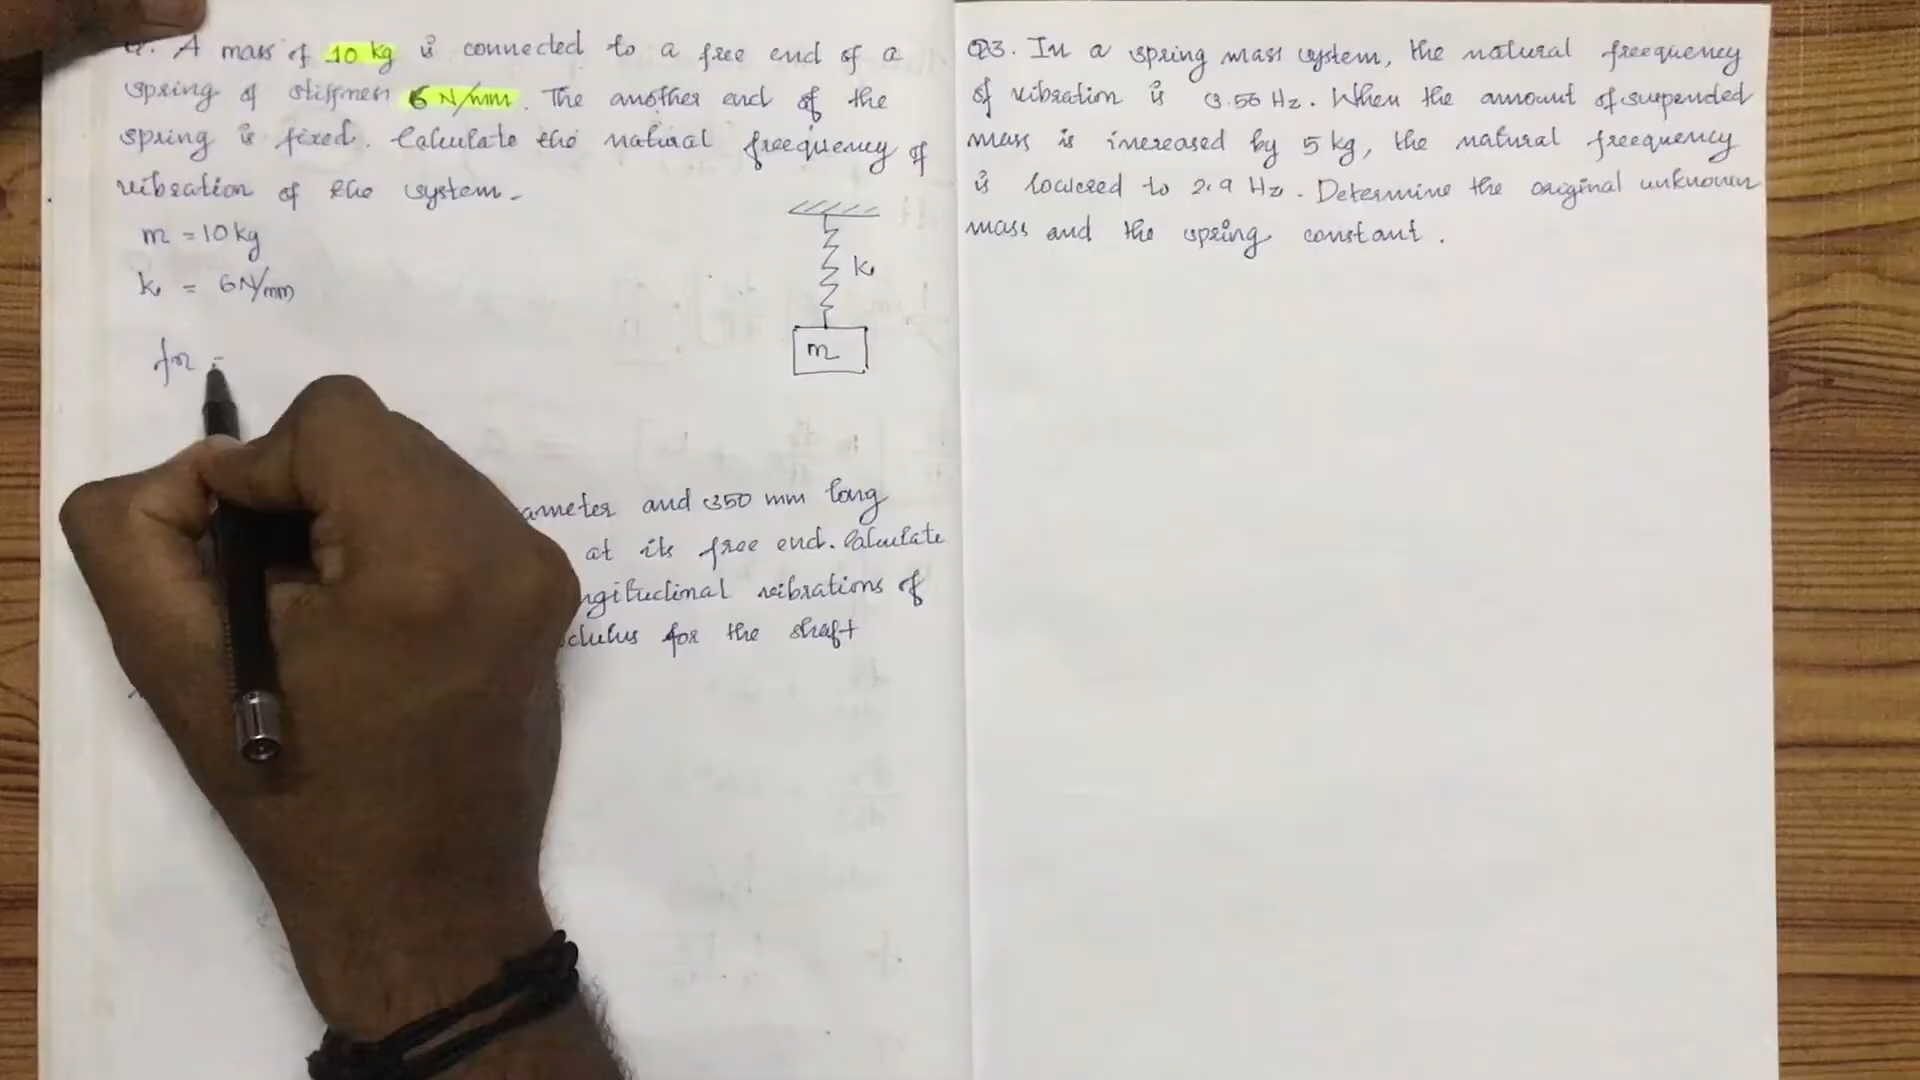 A mass of 10 kg is connected to a free end of a
spring of stiffness 6 N/mm. The another end of the
spring is fixed. Calculate the natural freequency of
vibration of the system.
m = 10 kg
k = 6 N/mm
k
fn =
m
and 350 mm long
at its free end. Calculate
vibrations of
for the shaft
Q3. In a spring mass system, the natural freequency
of vibration is 3.56 Hz. When the amount of suspended
mass is increased by 5 kg, the natural freequency
is lowered to 2.9 Hz. Determine the original unknown
mass and the spring constant.